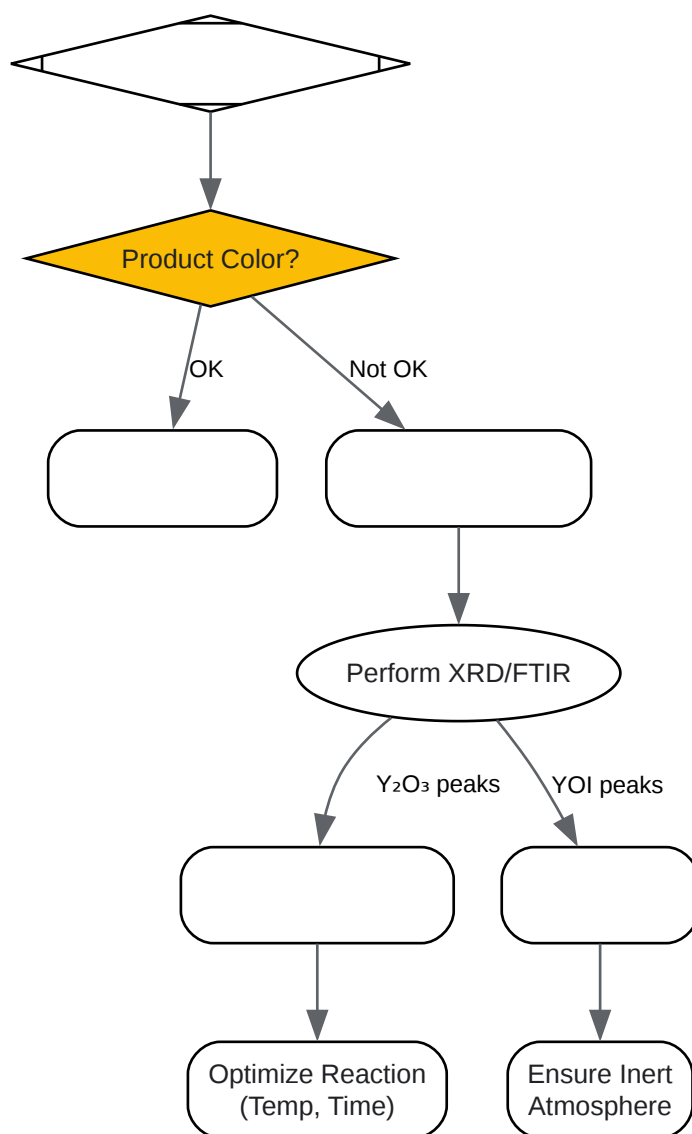 Product Color?
OK
Not OK
Perform XRD/FTIR
Y₂O₃ peaks
YOI peaks
Optimize Reaction
(Temp, Time)
Ensure Inert
Atmosphere